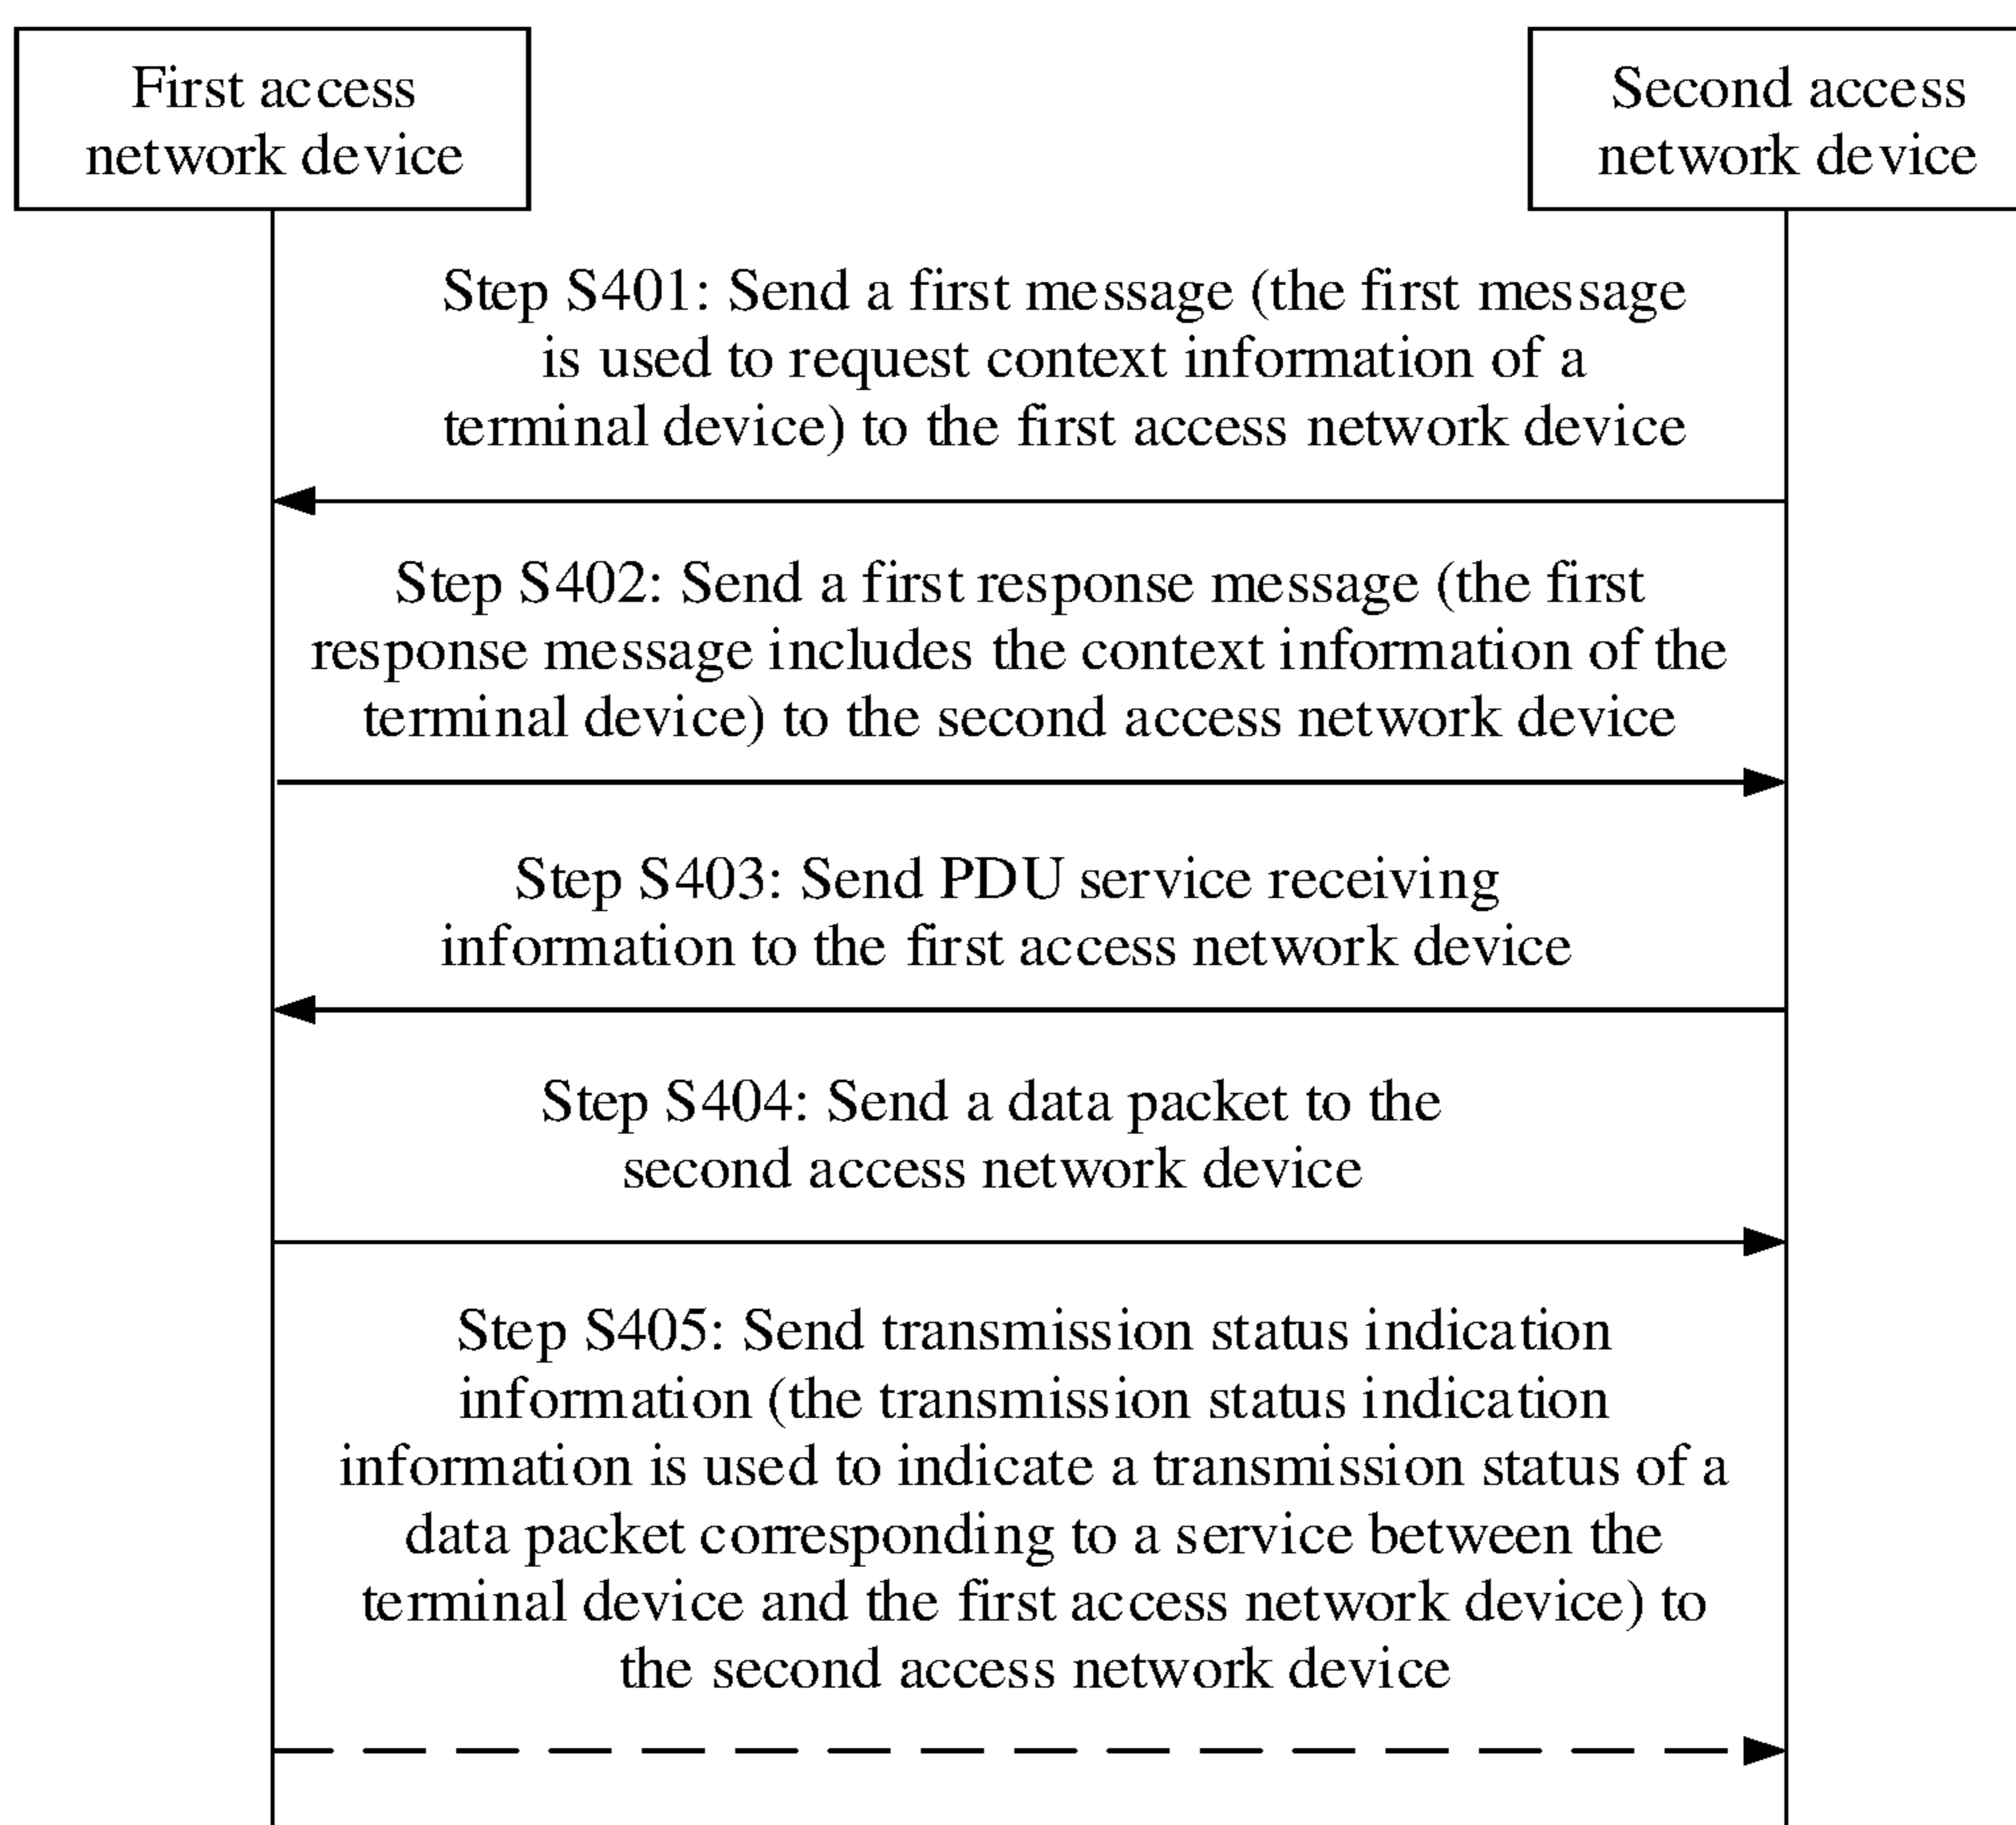 First access
network device
Second access
network device
Step S401: Send a first message (the first message
is used to request context information of a
terminal device) to the first access network device
Step S402: Send a first response message (the first
response message includes the context information of the
terminal device) to the second access network device
Step S403: Send PDU service receiving
information to the first access network device
Step S404: Send a data packet to the
second access network device
Step S405: Send transmission status indication
information (the transmission status indication
information is used to indicate a transmission status of a
data packet corresponding to a service between the
terminal device and the first access network device) to
the second access network device